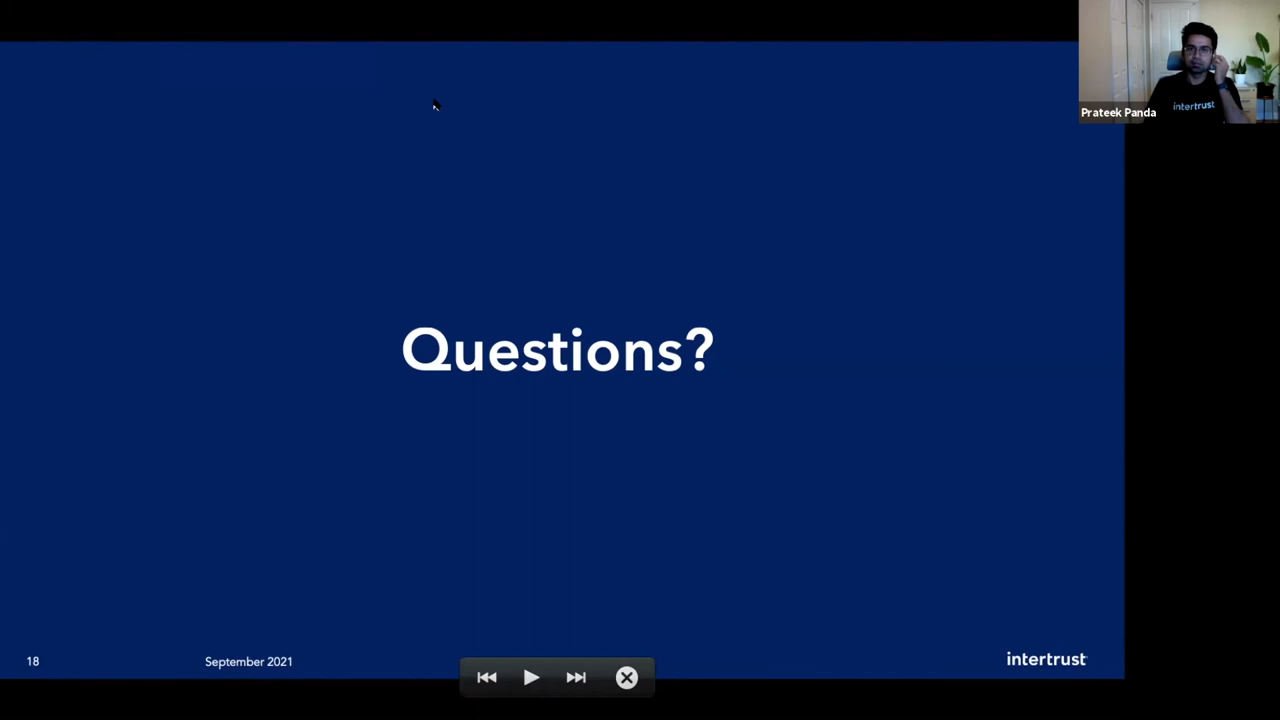 intertrust
Prateek Panda
Questions?
18
September 2021
intertrust